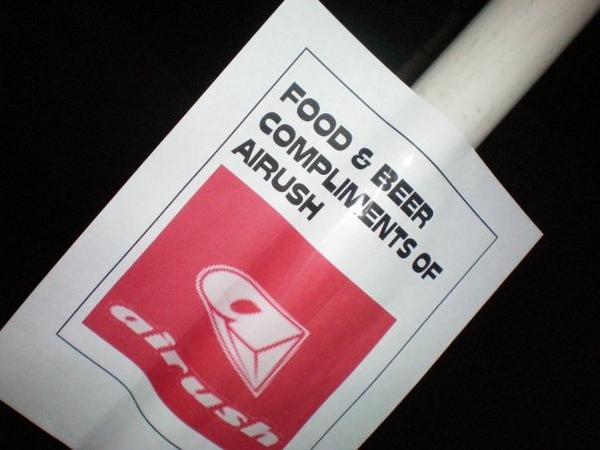 FOOD & BEER
COMPLIMENTS OF
AIRUSH
airush